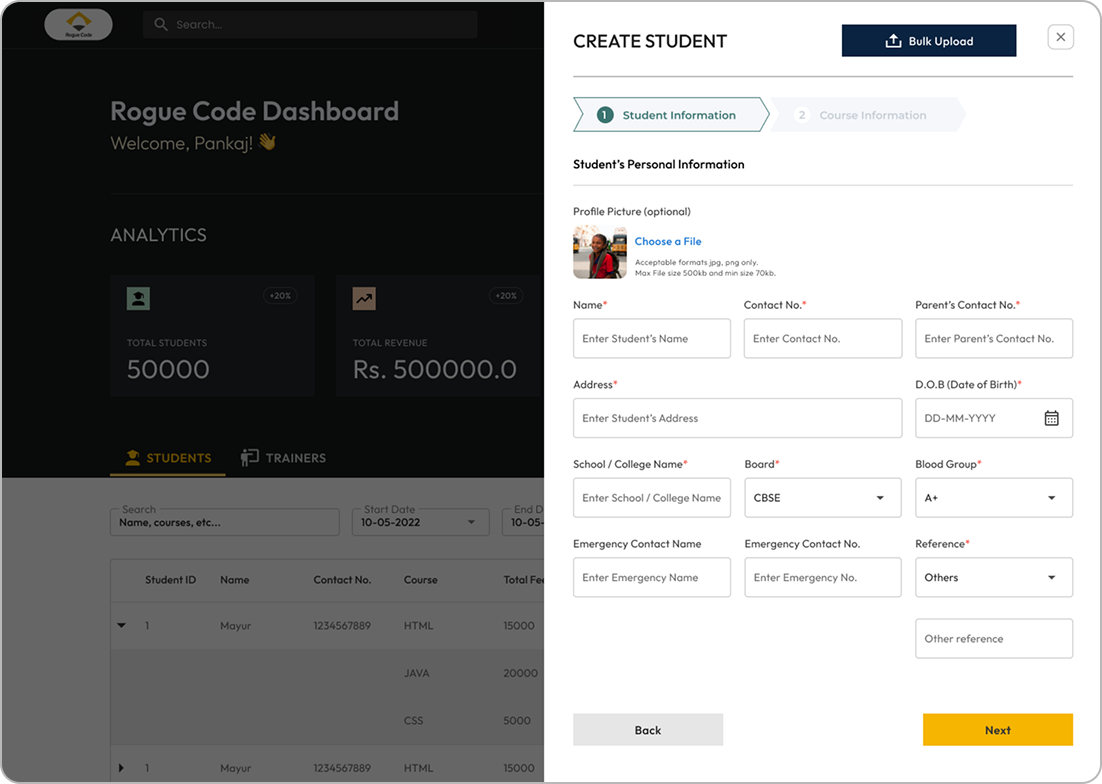 Rogue Code
Search...
Rogue Code Dashboard
Welcome, Pankaj! 👋
ANALYTICS
+20%
TOTAL STUDENTS
50000
+20%
TOTAL REVENUE
Rs. 500000.0
STUDENTS
TRAINERS
Search
Name, courses, etc...
Start Date
10-05-2022
End D
10-05-
Student ID Name Contact No. Course Total Fee
1 Mayur 1234567889 HTML 15000
JAVA 20000
CSS 5000
1 Mayur 1234567889 HTML 15000
CREATE STUDENT
Bulk Upload
1 Student Information
2 Course Information
Student's Personal Information
Profile Picture (optional)
Choose a File
Acceptable formats jpg, png only.
Max File size 500kb and min size 70kb.
Name* Contact No.* Parent's Contact No.*
Enter Student's Name Enter Contact No. Enter Parent's Contact No.
Address* D.O.B (Date of Birth)*
Enter Student's Address DD-MM-YYYY
School / College Name* Board* Blood Group*
Enter School / College Name CBSE A+
Emergency Contact Name Emergency Contact No. Reference*
Enter Emergency Name Enter Emergency No. Others
Other reference
Back Next